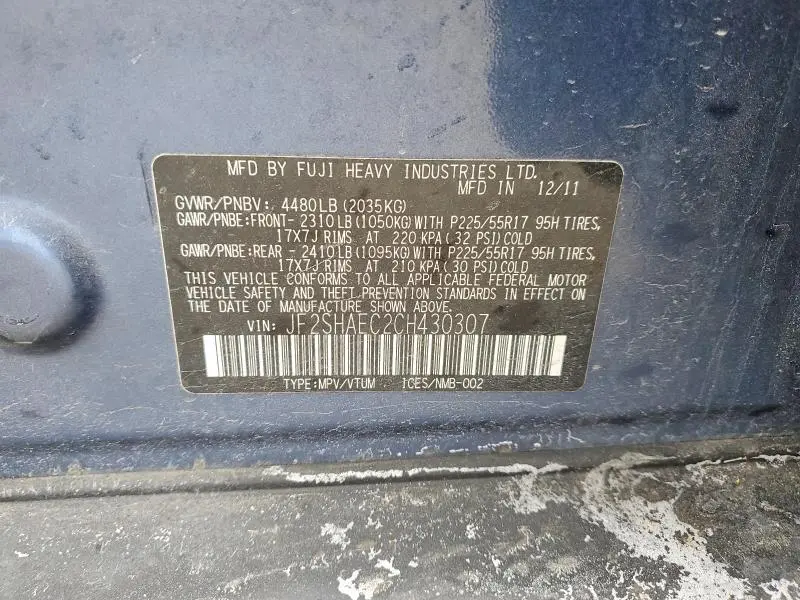 MFD BY FUJI HEAVY INDUSTRIES LTD.
MFD IN 12/11
GVWR/PNBV: 4480LB (2035KG)
GAWR/PNBE:FRONT- 2310LB(1050KG)WITH P225/55R17 95H TIRES,
17X7J RIMS AT 220 KPA(32 PSI)COLD
GAWR/PNBE:REAR - 2410LB(1095KG)WITH P225/55R17 95H TIRES,
17X7J RIMS AT 210 KPA(30 PSI)COLD
THIS VEHICLE CONFORMS TO ALL APPLICABLE FEDERAL MOTOR
VEHICLE SAFETY AND THEFT PREVENTION STANDARDS IN EFFECT ON
THE DATE OF MANUFACTURE SHOWN ABOVE.
VIN: JF2SHAEC2CH430307
TYPE:MPV/VTUM ICES/NMB-002